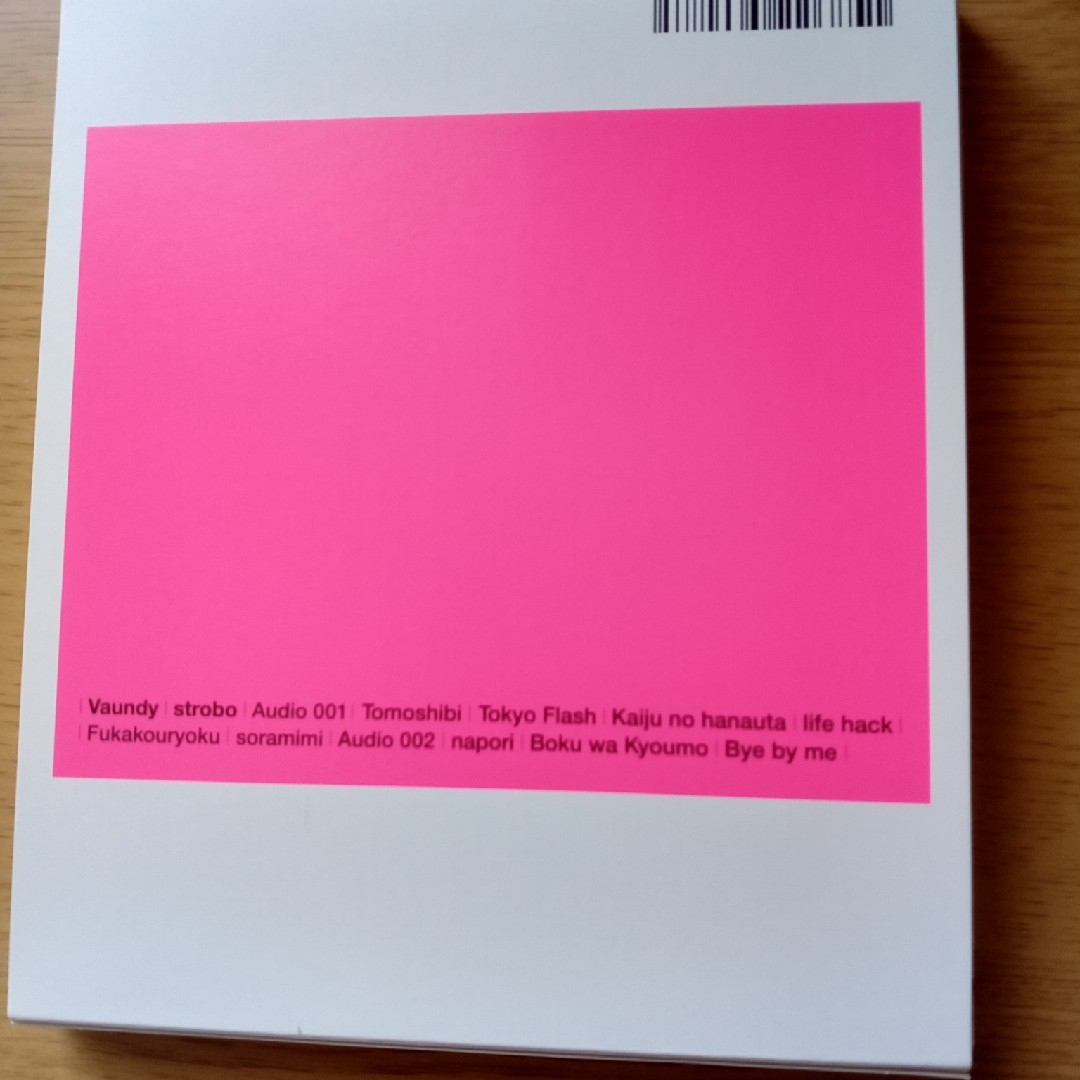 | Vaundy | strobo | Audio 001 | Tomoshibi | Tokyo Flash | Kaiju no hanauta | life hack |
| Fukakouryoku | soramimi | Audio 002 | napori | Boku wa Kyoumo | Bye by me |